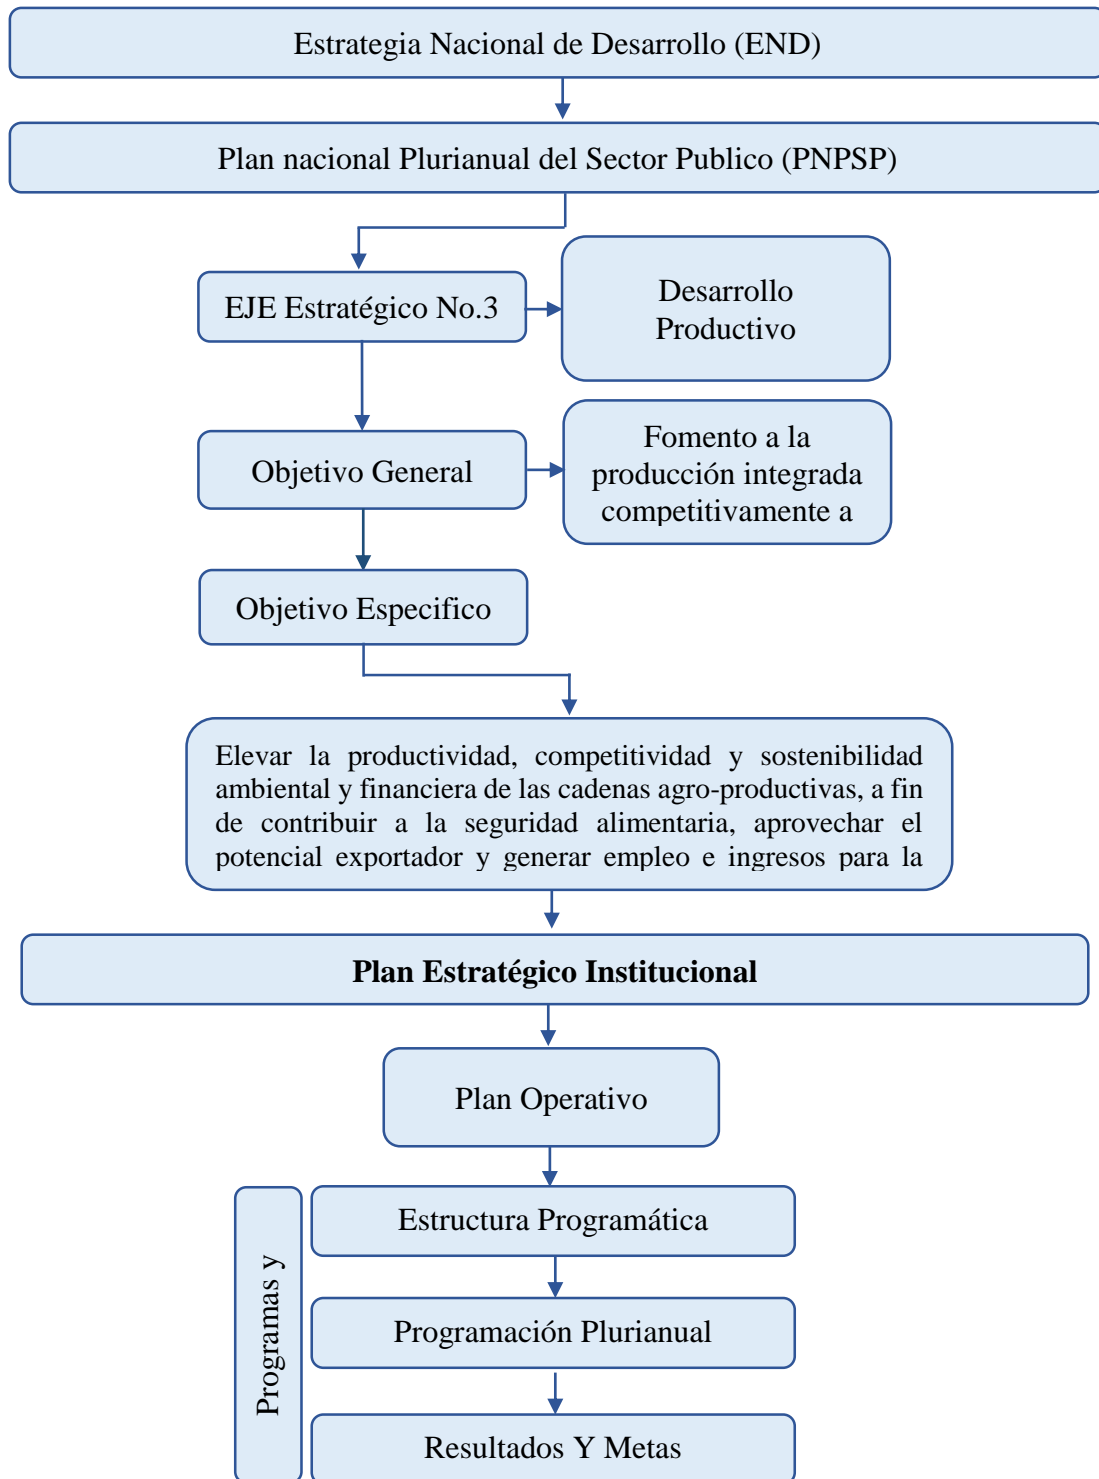 Estrategia Nacional de Desarrollo (END)
Plan nacional Plurianual del Sector Publico (PNPSP)
EJE Estratégico No.3
Desarrollo
Productivo
Objetivo General
Fomento a la
producción integrada
competitivamente a
Objetivo Especifico
Elevar la productividad, competitividad y sostenibilidad
ambiental y financiera de las cadenas agro-productivas, a fin
de contribuir a la seguridad alimentaria, aprovechar el
potencial exportador y generar empleo e ingresos para la
Plan Estratégico Institucional
Plan Operativo
Programas y
Estructura Programática
Programación Plurianual
Resultados Y Metas